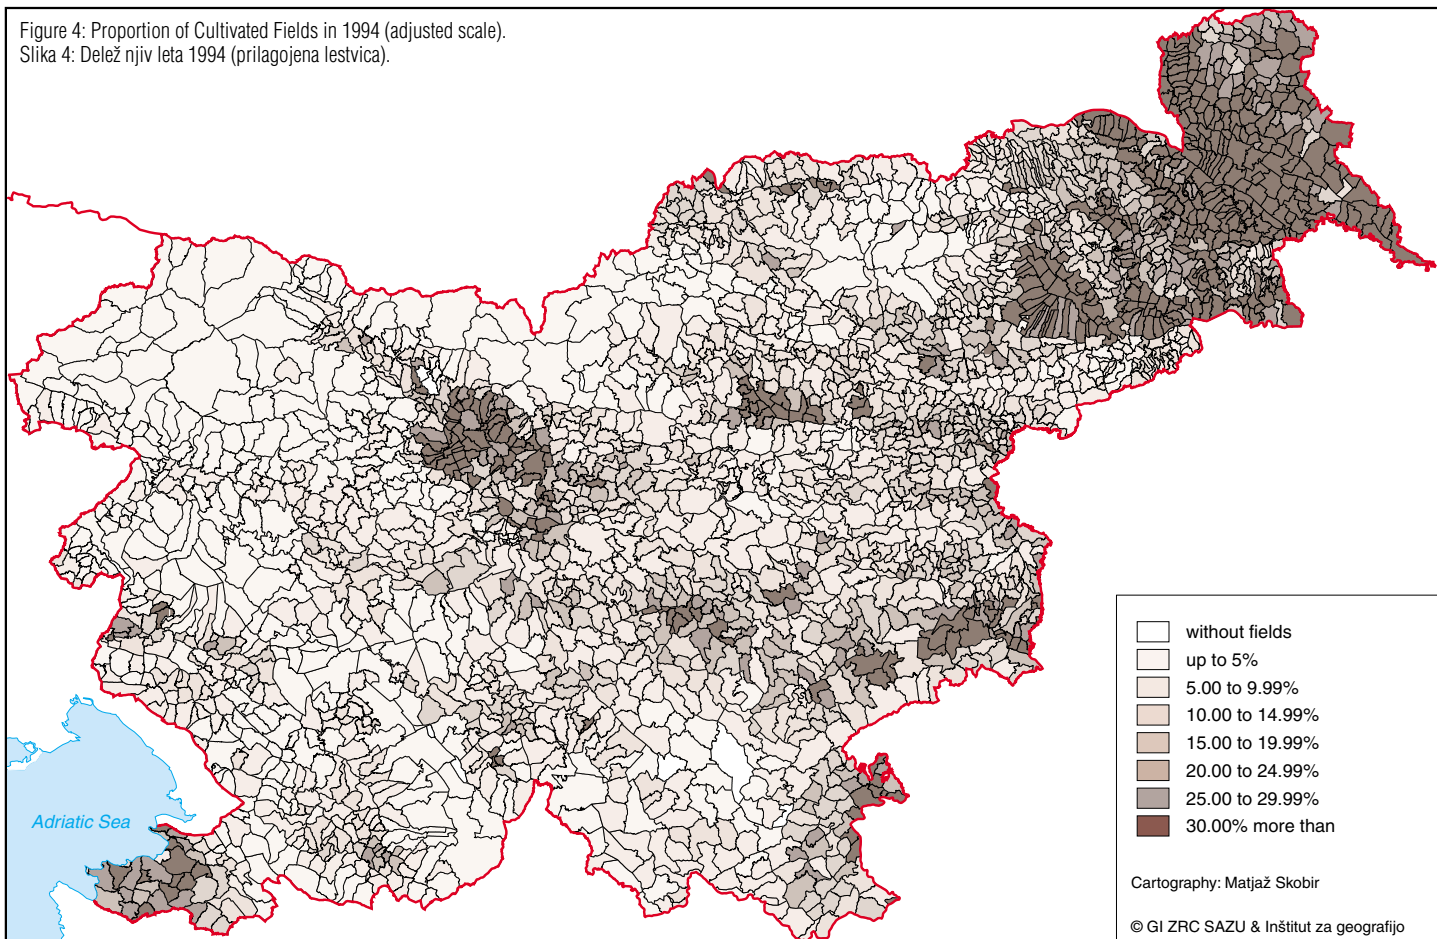 Figure 4: Proportion of Cultivated Fields in 1994 (adjusted scale).
Slika 4: Delež njiv leta 1994 (prilagojena lestvica).
Adriatic Sea
without fields
up to 5%
5.00 to 9.99%
10.00 to 14.99%
15.00 to 19.99%
20.00 to 24.99%
25.00 to 29.99%
30.00% more than
Cartography: Matjaž Skobir
© GI ZRC SAZU & Inštitut za geografijo